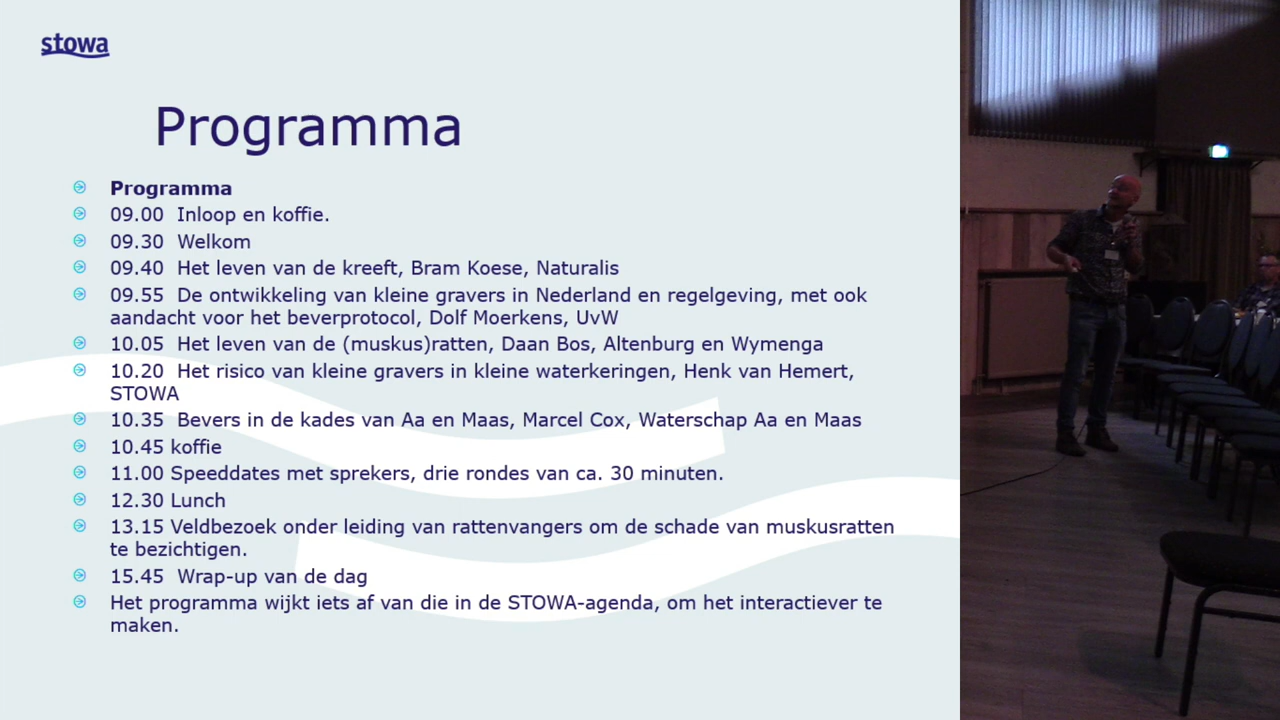 stowa
Programma
Programma
09.00 Inloop en koffie.
09.30 Welkom
09.40 Het leven van de kreeft, Bram Koese, Naturalis
09.55 De ontwikkeling van kleine gravers in Nederland en regelgeving, met ook
aandacht voor het beverprotocol, Dolf Moerkens, UvW
10.05 Het leven van de (muskus)ratten, Daan Bos, Altenburg en Wymenga
10.20 Het risico van kleine gravers in kleine waterkeringen, Henk van Hemert,
STOWA
10.35 Bevers in de kades van Aa en Maas, Marcel Cox, Waterschap Aa en Maas
10.45 koffie
11.00 Speeddates met sprekers, drie rondes van ca. 30 minuten.
12.30 Lunch
13.15 Veldbezoek onder leiding van rattenvangers om de schade van muskusratten
te bezichtigen.
15.45 Wrap-up van de dag
Het programma wijkt iets af van die in de STOWA-agenda, om het interactiever te
maken.